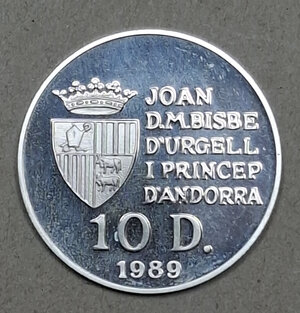 JOAN
D.M.BISBE
D'URGELL
I PRINCEP
D'ANDORRA
10 D.
1989